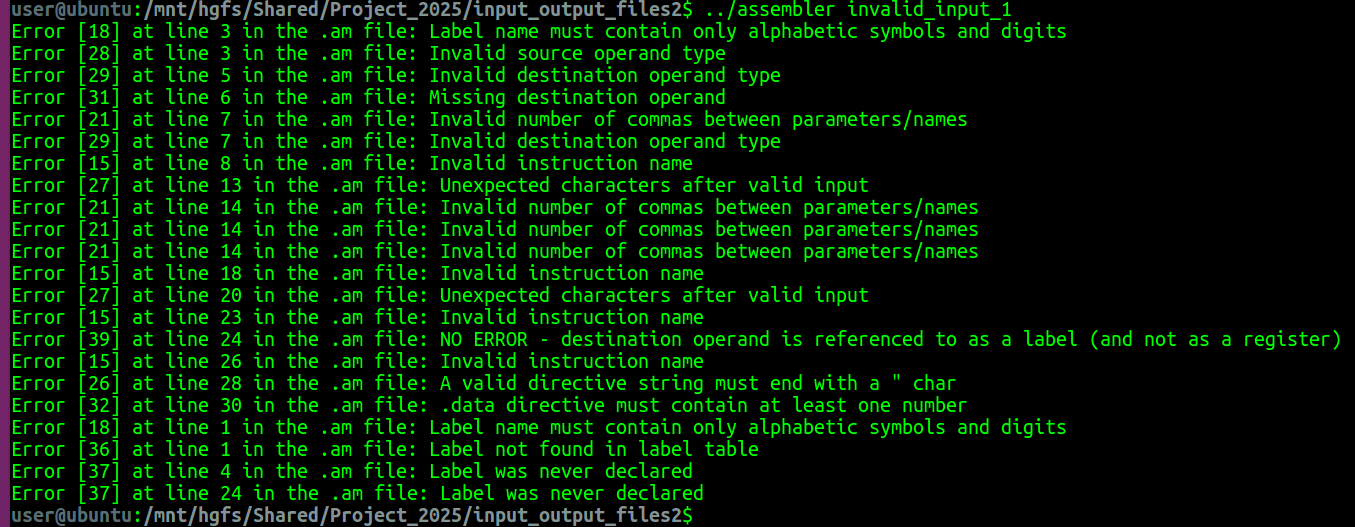 user@ubuntu:/mnt/hgfs/Shared/Project_2025/input_output_files2$ ../assembler invalid_input_1
Error [18] at line 3 in the .am file: Label name must contain only alphabetic symbols and digits
Error [28] at line 3 in the .am file: Invalid source operand type
Error [29] at line 5 in the .am file: Invalid destination operand type
Error [31] at line 6 in the .am file: Missing destination operand
Error [21] at line 7 in the .am file: Invalid number of commas between parameters/names
Error [29] at line 7 in the .am file: Invalid destination operand type
Error [15] at line 8 in the .am file: Invalid instruction name
Error [27] at line 13 in the .am file: Unexpected characters after valid input
Error [21] at line 14 in the .am file: Invalid number of commas between parameters/names
Error [21] at line 14 in the .am file: Invalid number of commas between parameters/names
Error [21] at line 14 in the .am file: Invalid number of commas between parameters/names
Error [15] at line 18 in the .am file: Invalid instruction name
Error [27] at line 20 in the .am file: Unexpected characters after valid input
Error [15] at line 23 in the .am file: Invalid instruction name
Error [39] at line 24 in the .am file: NO ERROR - destination operand is referenced to as a label (and not as a register)
Error [15] at line 26 in the .am file: Invalid instruction name
Error [26] at line 28 in the .am file: A valid directive string must end with a " char
Error [32] at line 30 in the .am file: .data directive must contain at least one number
Error [18] at line 1 in the .am file: Label name must contain only alphabetic symbols and digits
Error [36] at line 1 in the .am file: Label not found in label table
Error [37] at line 4 in the .am file: Label was never declared
Error [37] at line 24 in the .am file: Label was never declared
user@ubuntu:/mnt/hgfs/Shared/Project_2025/input_output_files2$